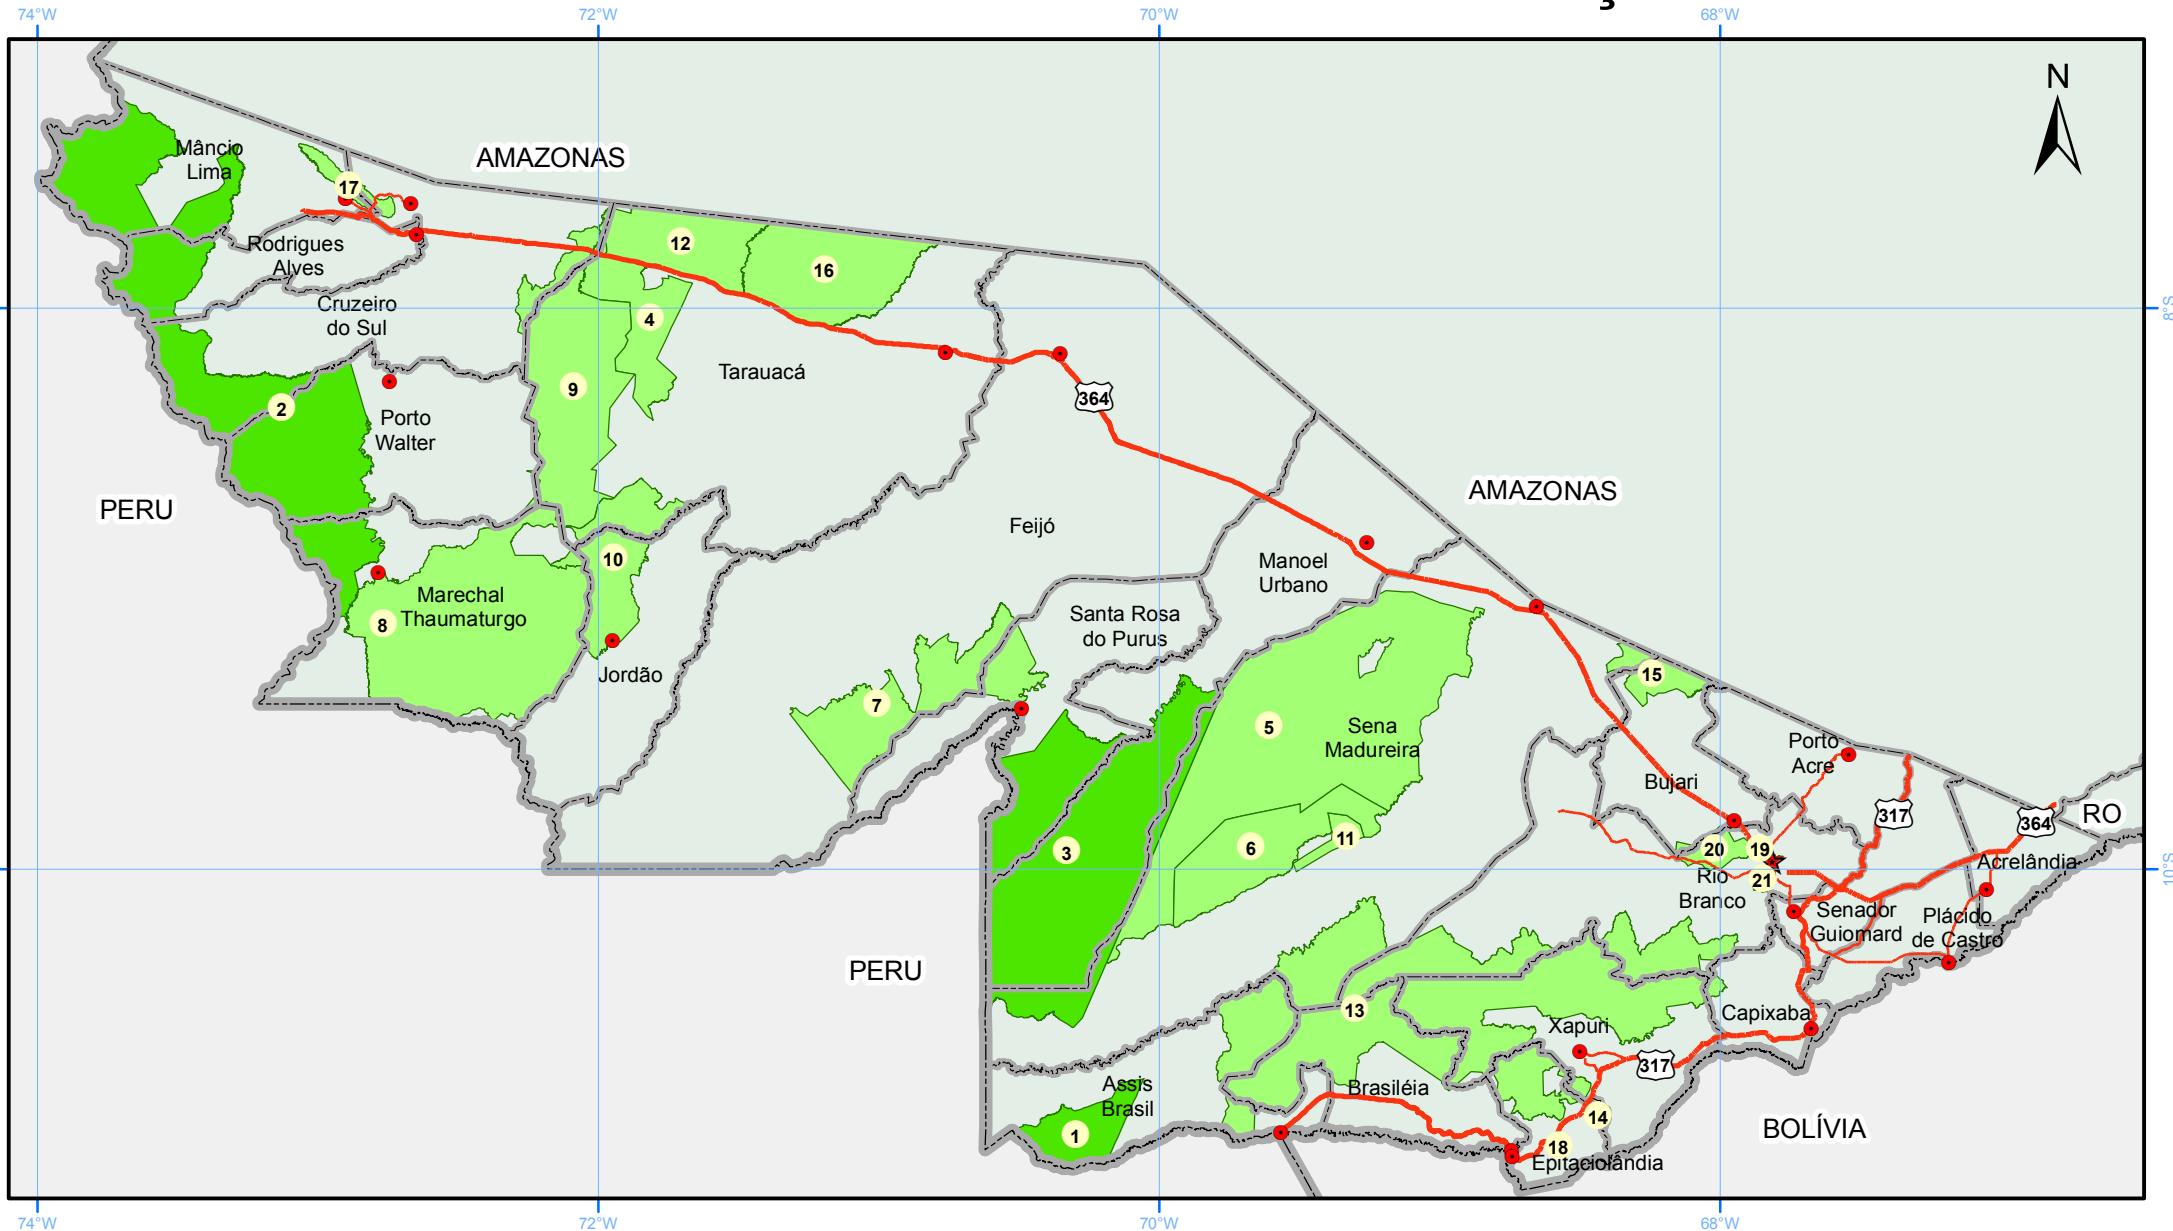 3
74°W
72°W
70°W
68°W
N
Mâncio
Lima
AMAZONAS
17
12
Rodrigues
Alves
16
Cruzeiro
do Sul
4
8°S
Tarauacá
9
364
2
Porto
Walter
AMAZONAS
PERU
Feijó
10
Manoel
Urbano
Marechal
Thaumaturgo
Santa Rosa
do Purus
8
Jordão
15
7
5
Sena
Madureira
Porto
Acre
Bujari
317
RO
364
11
6
3
20
19
Acrelândia
10°S
Rio
Branco
21
Senador
Guiomard
Plácido
de Castro
PERU
13
Capixaba
Xapuri
317
Assis
Brasil
Brasiléia
14
1
BOLÍVIA
18
Epitaciolândia
74°W
72°W
70°W
68°W